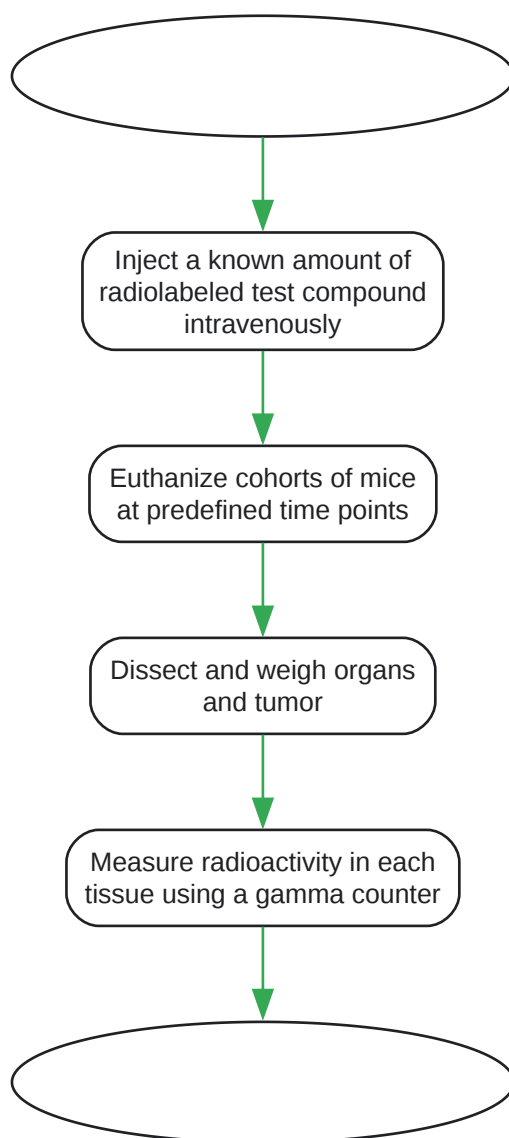 Inject a known amount of
radiolabeled test compound
intravenously
Euthanize cohorts of mice
at predefined time points
Dissect and weigh organs
and tumor
Measure radioactivity in each
tissue using a gamma counter